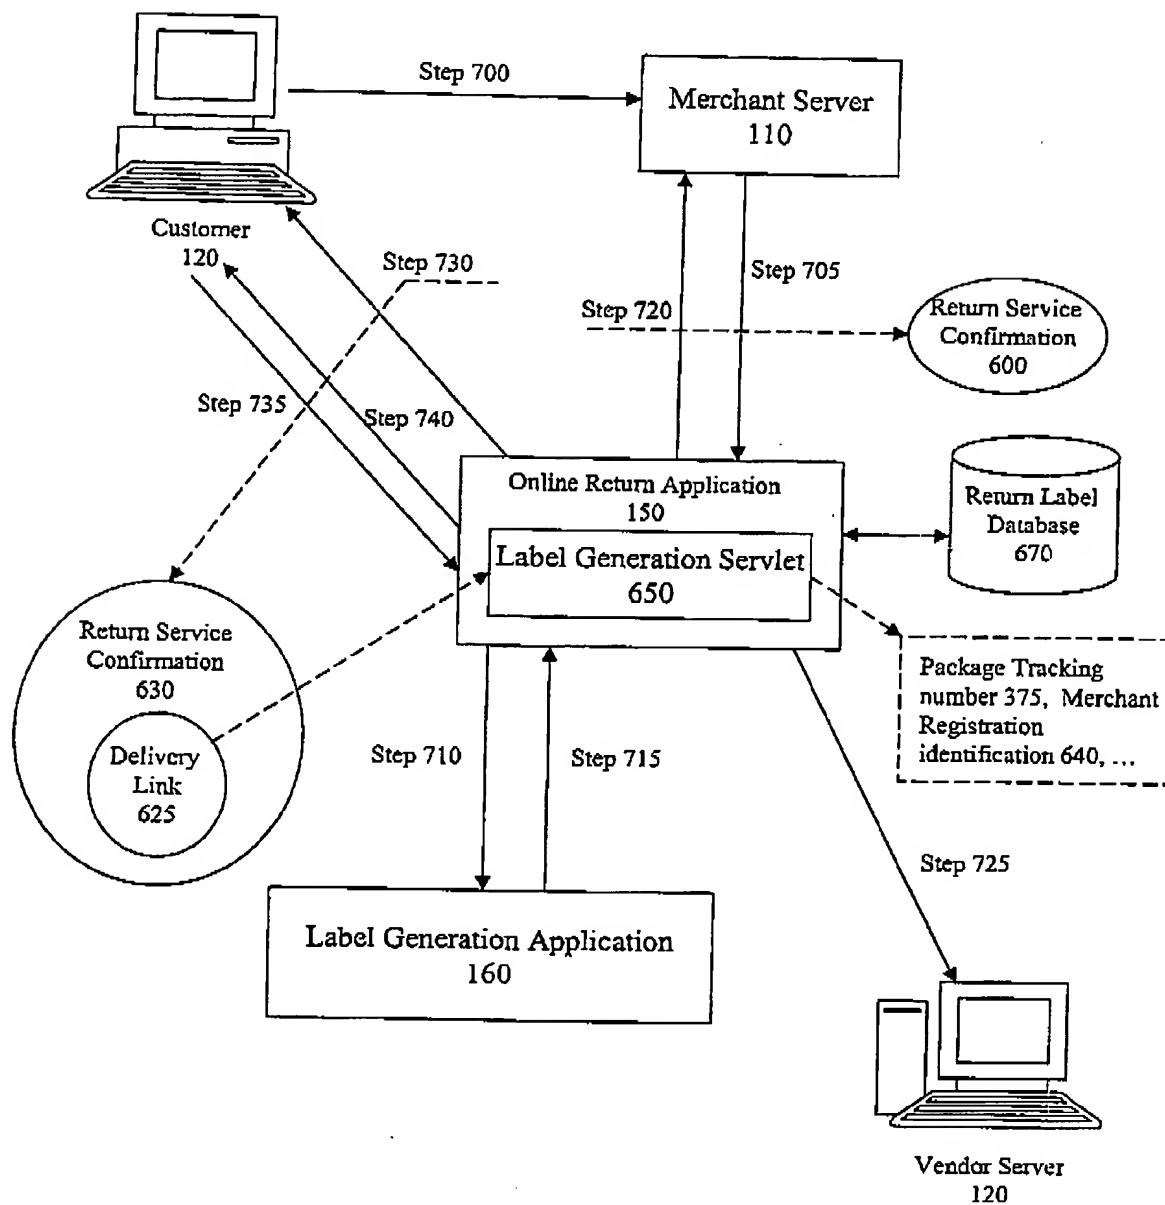 Step 700
Merchant Server
110
Customer
120
Step 730
Step 705
Step 720
Return Service
Confirmation
600
Step 735
Step 740
Online Return Application
150
Label Generation Servlet
650
Return Label
Database
670
Return Service
Confirmation
630
Delivery
Link
625
Package Tracking
number 375, Merchant
Registration
identification 640, ...
Step 710
Step 715
Step 725
Label Generation Application
160
Vendor Server
120